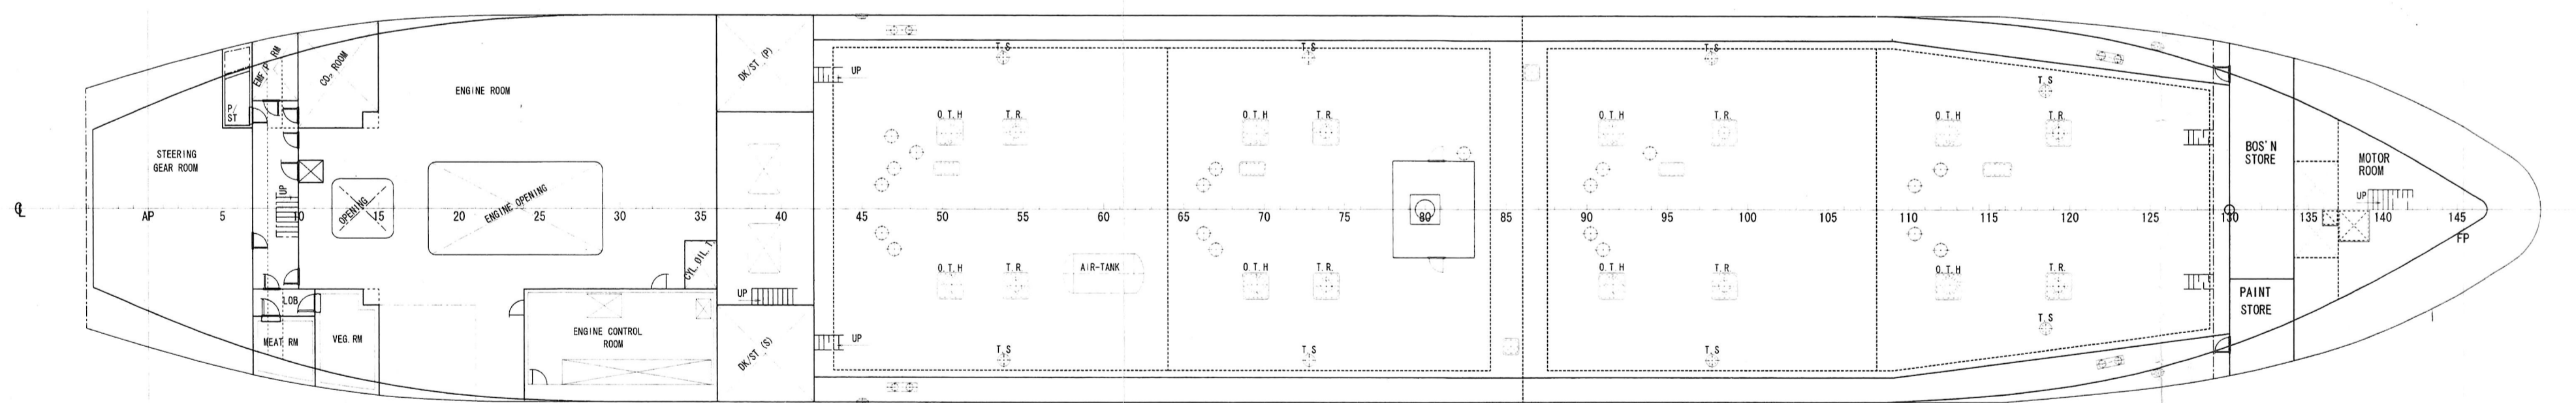 EMF/P RM
CO₂ ROOM
P/
ST
ENGINE ROOM
STEERING
GEAR ROOM
UP
OPENING
ENGINE OPENING
CYL.OIL.T
LOB
MEAT RM
VEG. RM
ENGINE CONTROL
ROOM
DK/ST (P)
UP
DK/ST (S)
UP
UP
T.S
T.S
T.S
T.S
O.T.H
T.R.
O.T.H
T.R.
O.T.H
T.R.
O.T.H
T.R.
℄
AP
5
10
15
20
25
30
35
40
45
50
55
60
65
70
75
80
85
90
95
100
105
110
115
120
125
130
135
140
145
FP
O.T.H
T.R.
AIR-TANK
O.T.H
T.R.
O.T.H
T.R.
O.T.H
T.R.
T.S
T.S
T.S
T.S
BOS'N
STORE
MOTOR
ROOM
UP
PAINT
STORE